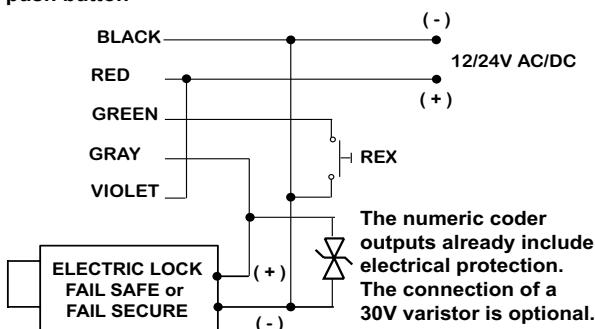 push button
BLACK
( - )
12/24V AC/DC
RED
( + )
GREEN
GRAY
REX
VIOLET
The numeric coder
outputs already include
electrical protection.
The connection of a
30V varistor is optional.
ELECTRIC LOCK
FAIL SAFE or
FAIL SECURE
( + )
( - )